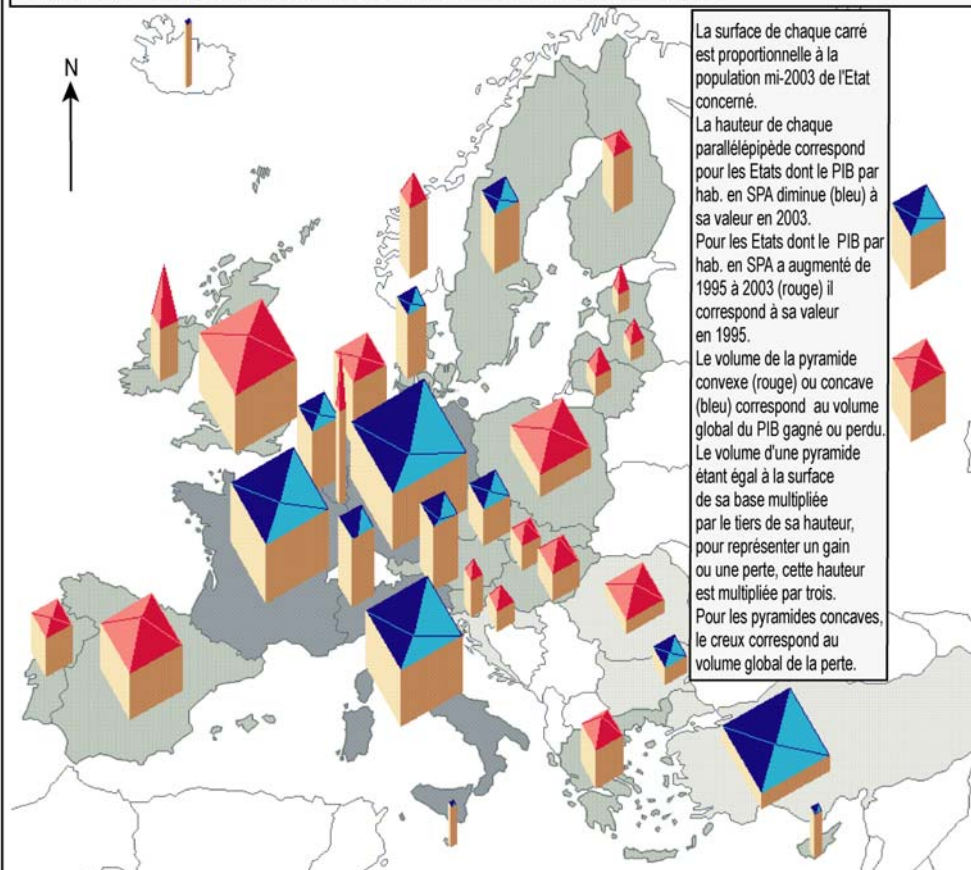 N
La surface de chaque carré
est proportionnelle à la
population mi-2003 de l'Etat
concerné.
La hauteur de chaque
parallélépipède correspond
pour les Etats dont le PIB par
hab. en SPA diminue (bleu) à
sa valeur en 2003.
Pour les Etats dont le PIB par
hab. en SPA a augmenté de
1995 à 2003 (rouge) il
correspond à sa valeur
en 1995.
Le volume de la pyramide
convexe (rouge) ou concave
(bleu) correspond au volume
global du PIB gagné ou perdu.
Le volume d'une pyramide
étant égal à la surface
de sa base multipliée
par le tiers de sa hauteur,
pour représenter un gain
ou une perte, cette hauteur
est multipliée par trois.
Pour les pyramides concaves,
le creux correspond au
volume global de la perte.